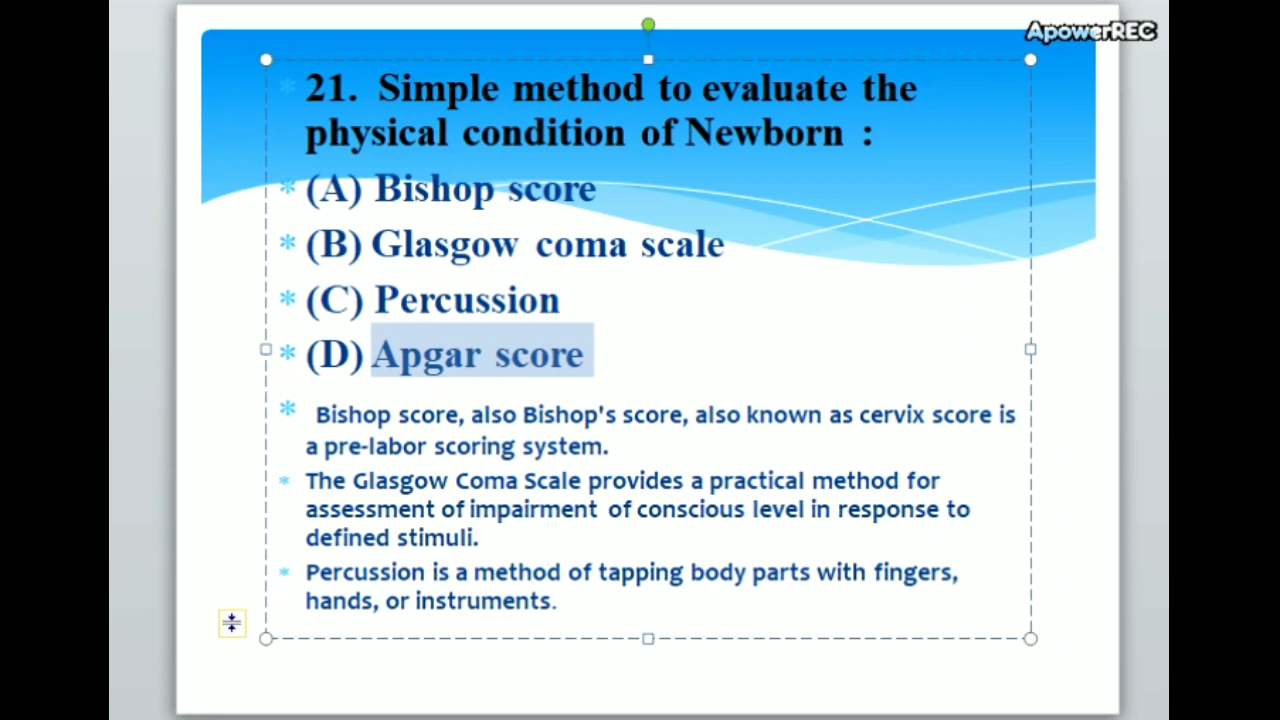 ApowerREC
* 21. Simple method to evaluate the
physical condition of Newborn :
* (A) Bishop score
* (B) Glasgow coma scale
* (C) Percussion
* (D) Apgar score
* Bishop score, also Bishop's score, also known as cervix score is
a pre-labor scoring system.
* The Glasgow Coma Scale provides a practical method for
assessment of impairment of conscious level in response to
defined stimuli.
* Percussion is a method of tapping body parts with fingers,
hands, or instruments.